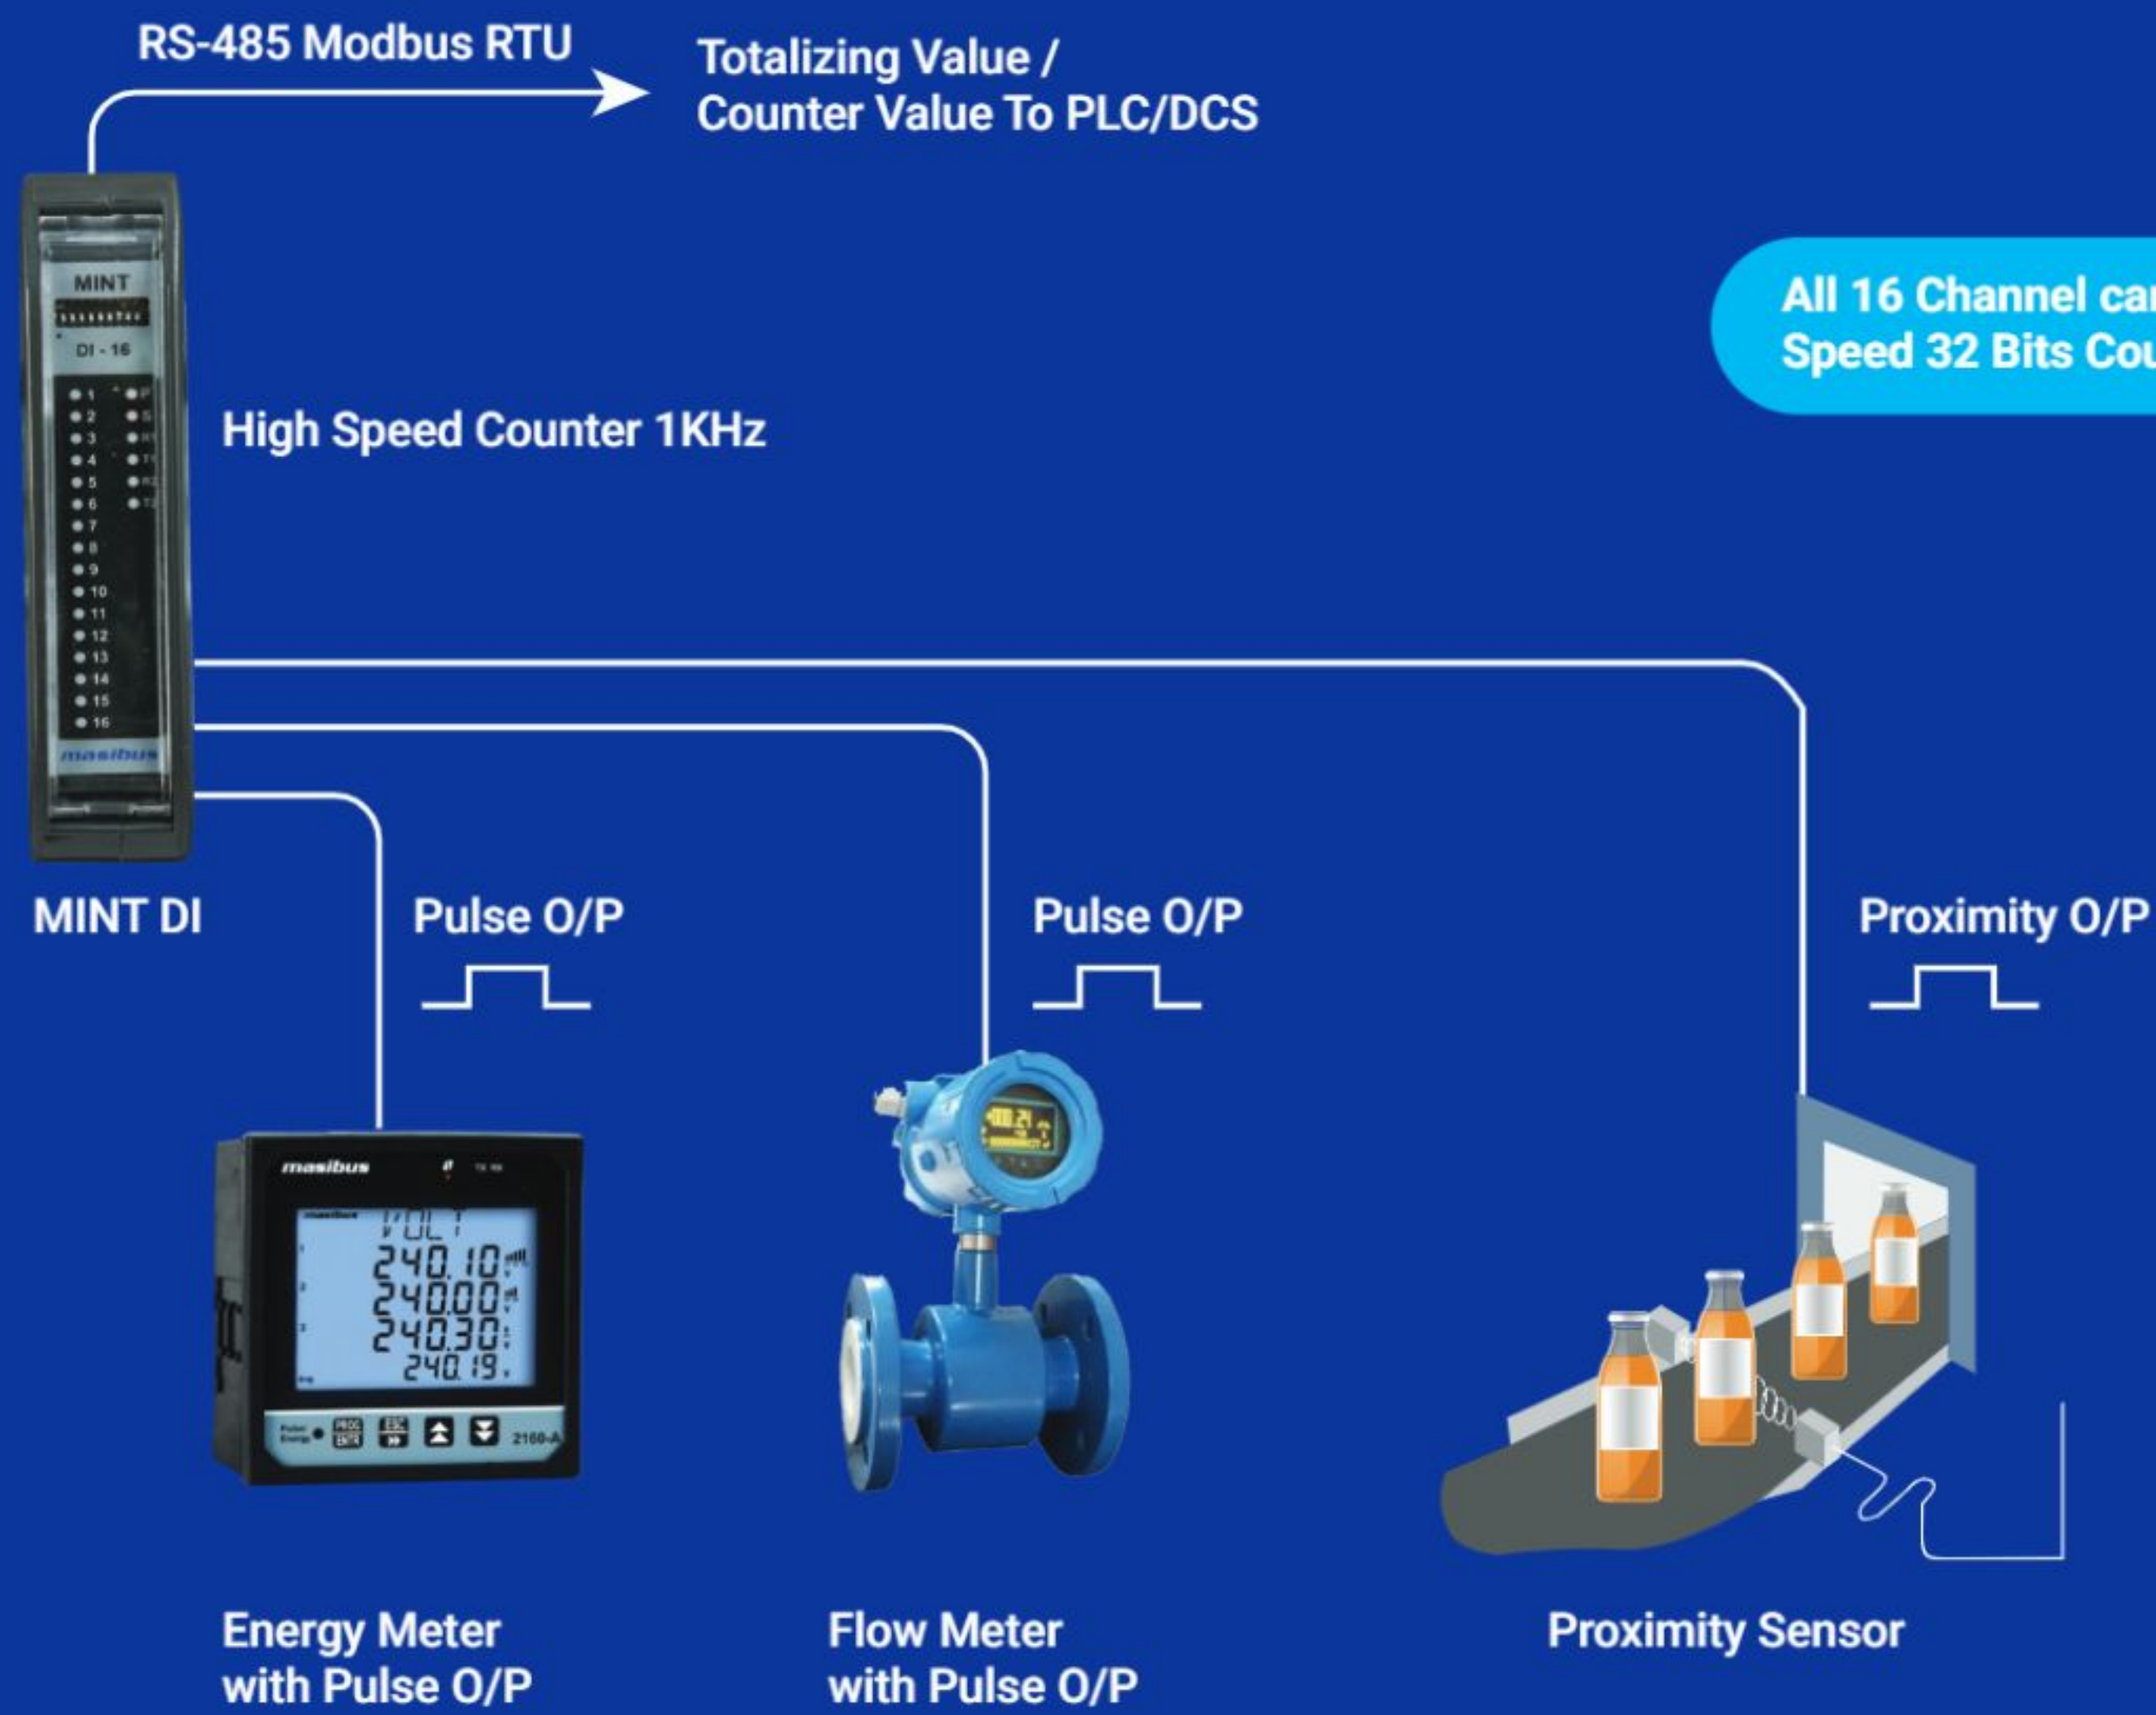 RS-485 Modbus RTU
Totalizing Value /
Counter Value To PLC/DCS
MINT
DI - 16
1
2
3
4
5
6
7
8
9
10
11
12
13
14
15
16
P
S
masibus
All 16 Channel
Speed 32 Bits
High Speed Counter 1KHz
MINT DI
Pulse O/P
Pulse O/P
Proximity O/P
masibus
VOLT
240.10
240.00
240.30
240.19
PROG
ENTR
ESC
2160-A
Energy Meter
with Pulse O/P
Flow Meter
with Pulse O/P
Proximity Sensor